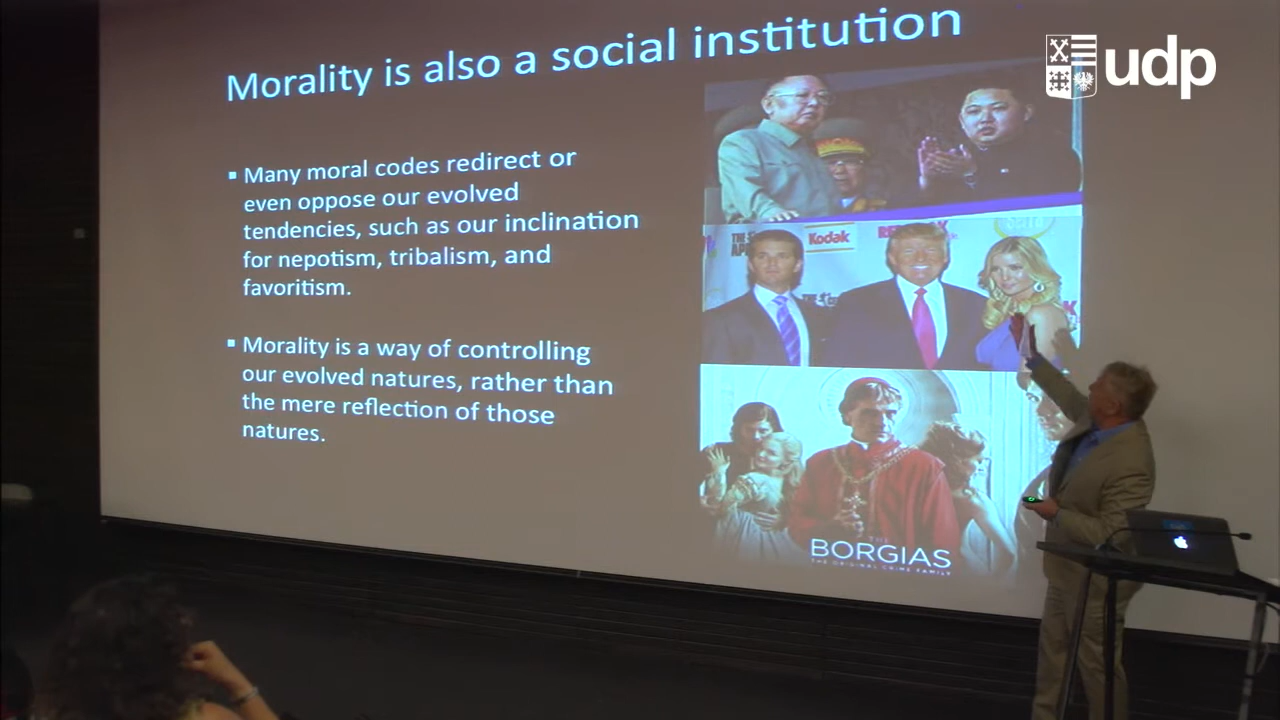 Morality is also a social institution
udp
▪ Many moral codes redirect or
even oppose our evolved
tendencies, such as our inclination
for nepotism, tribalism, and
favoritism.
▪ Morality is a way of controlling
our evolved natures, rather than
the mere reflection of those
natures.
Kodak
THE
BORGIAS
THE ORIGINAL CRIME FAMILY